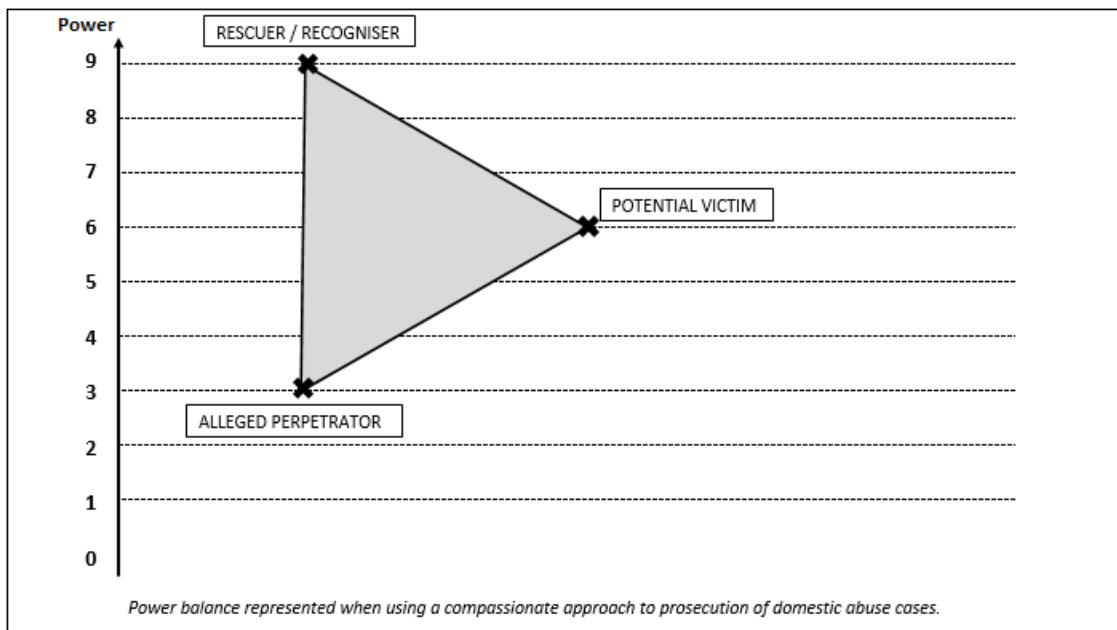 Power
RESCUER / RECOGNISER
9
8
7
POTENTIAL VICTIM
6
5
4
3
ALLEGED PERPETRATOR
2
1
0
Power balance represented when using a compassionate approach to prosecution of domestic abuse cases.